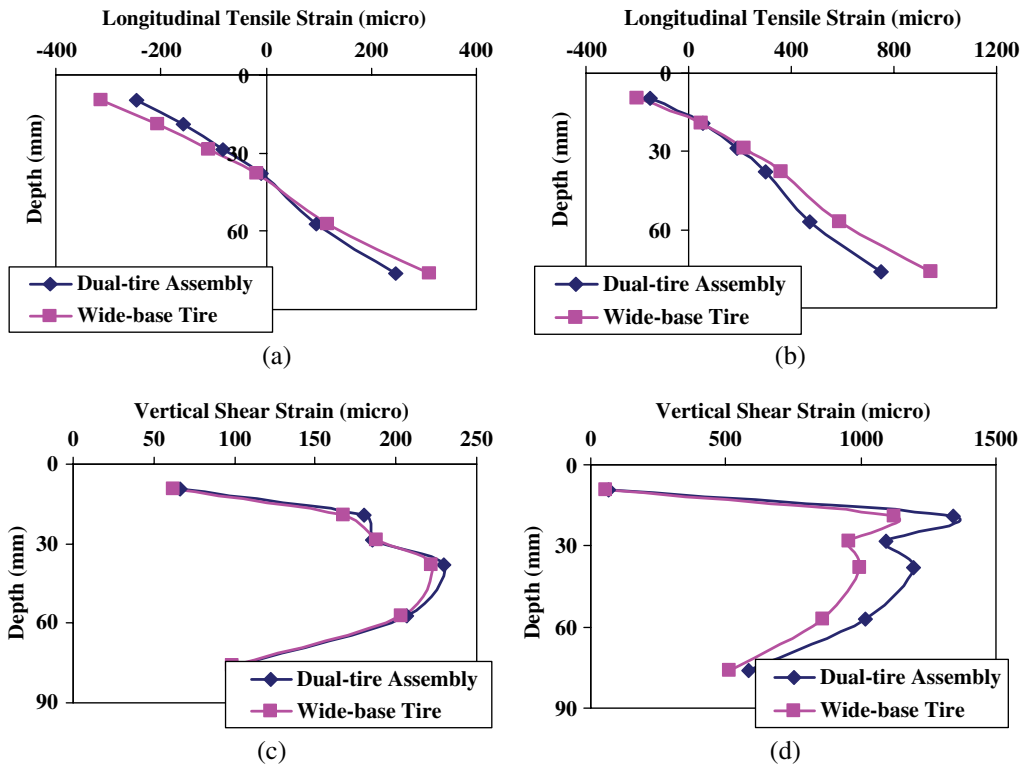 Longitudinal Tensile Strain (micro)
-400 -200 0 200 400
0
30
60
Depth (mm)
Dual-tire Assembly
Wide-base Tire
(a)
Longitudinal Tensile Strain (micro)
-400 0 400 800 1200
0
30
60
Depth (mm)
Dual-tire Assembly
Wide-base Tire
(b)
Vertical Shear Strain (micro)
0 50 100 150 200 250
0
30
60
90
Depth (mm)
Dual-tire Assembly
Wide-base Tire
(c)
Vertical Shear Strain (micro)
0 500 1000 1500
0
30
60
90
Depth (mm)
Dual-tire Assembly
Wide-base Tire
(d)